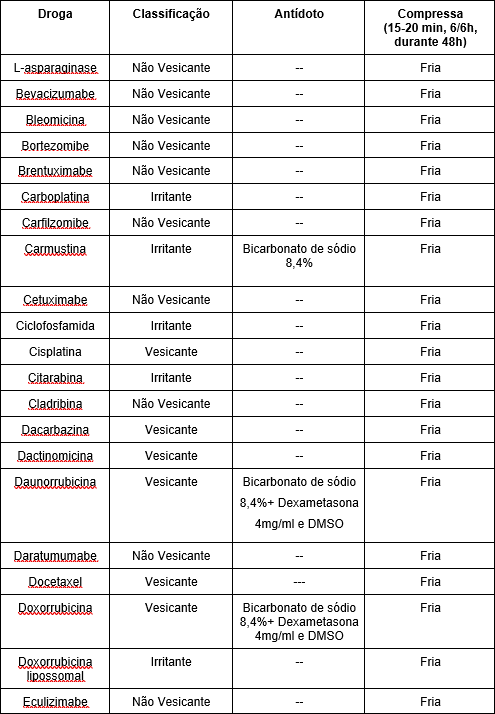 Droga Classificação Antídoto Compressa
(15-20 min, 6/6h,
durante 48h)
L-asparaginase Não Vesicante -- Fria
Bevacizumabe Não Vesicante -- Fria
Bleomicina Não Vesicante -- Fria
Bortezomibe Não Vesicante -- Fria
Brentuximabe Não Vesicante -- Fria
Carboplatina Irritante -- Fria
Carfilzomibe Não Vesicante -- Fria
Carmustina Irritante Bicarbonato de sódio Fria
8,4%
Cetuximabe Não Vesicante -- Fria
Ciclofosfamida Irritante -- Fria
Cisplatina Vesicante -- Fria
Citarabina Irritante -- Fria
Cladribina Não Vesicante -- Fria
Dacarbazina Vesicante -- Fria
Dactinomicina Vesicante -- Fria
Daunorrubicina Vesicante Bicarbonato de sódio Fria
8,4%+ Dexametasona
4mg/ml e DMSO
Daratumumabe Não Vesicante -- Fria
Docetaxel Vesicante --- Fria
Doxorrubicina Vesicante Bicarbonato de sódio Fria
8,4%+ Dexametasona
4mg/ml e DMSO
Doxorrubicina Irritante -- Fria
lipossomal
Eculizimabe Não Vesicante -- Fria